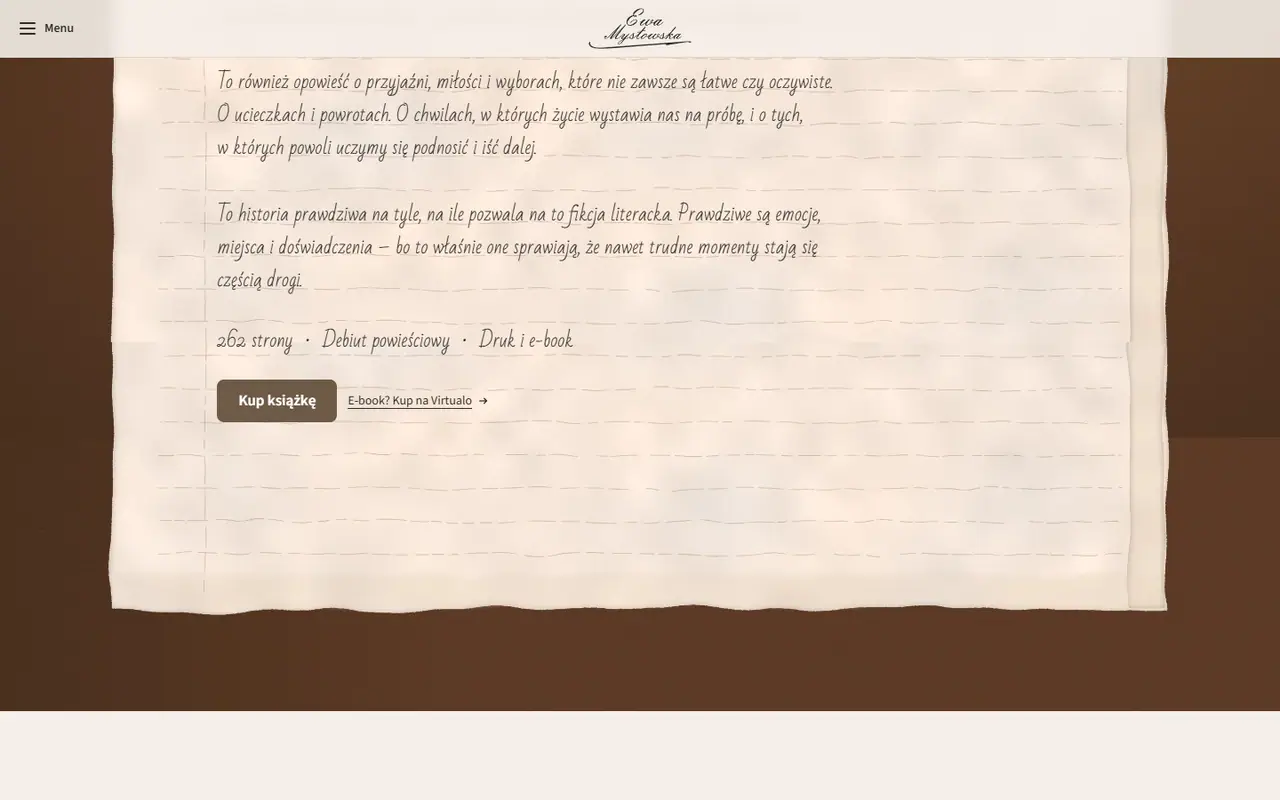 Menu
Ewa
Mysłowska
To również opowieść o przyjaźni, miłości i wyborach, które nie zawsze są łatwe czy oczywiste.
O ucieczkach i powrotach. O chwilach, w których życie wystawia nas na próbę, i o tych,
w których powoli uczymy się podnosić i iść dalej.
To historia prawdziwa na tyle, na ile pozwala na to fikcja literacka. Prawdziwe są emocje,
miejsca i doświadczenia – bo to właśnie one sprawiają, że nawet trudne momenty stają się
częścią drogi.
262 strony · Debiut powieściowy · Druk i e-book
Kup książkę
E-book? Kup na Virtualo →